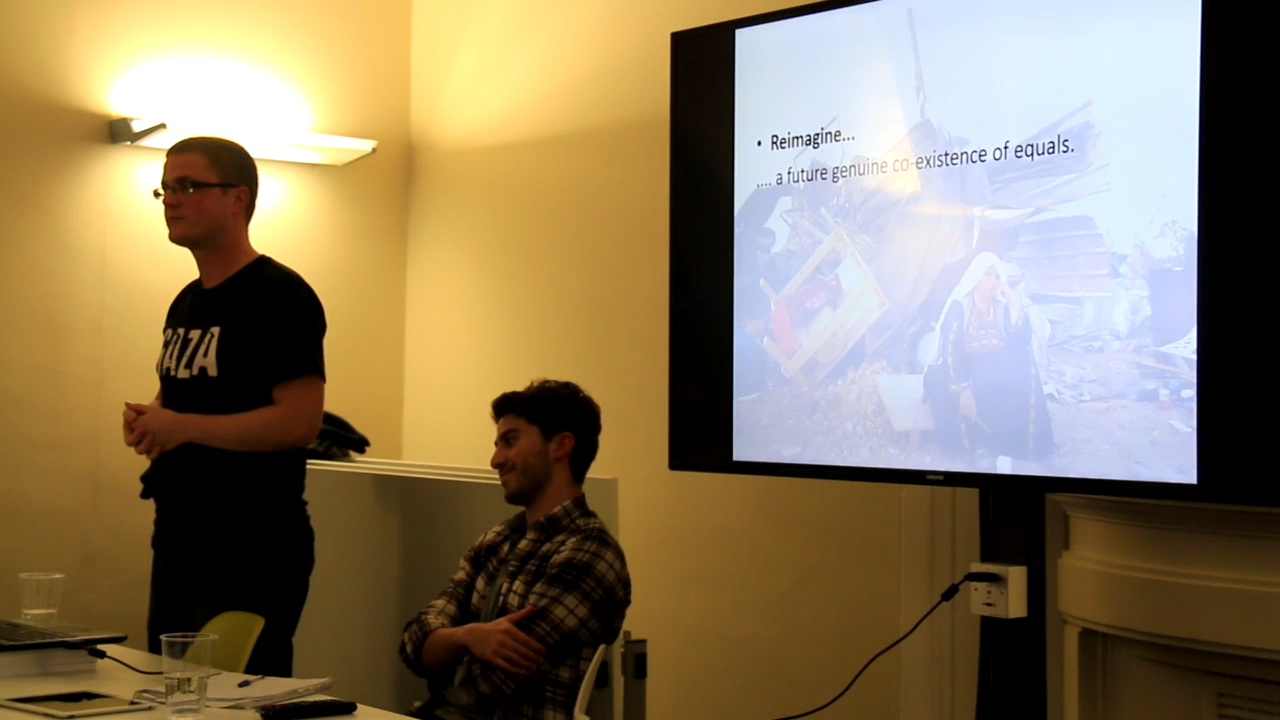 GAZA
• Reimagine...
.... a future genuine co-existence of equals.